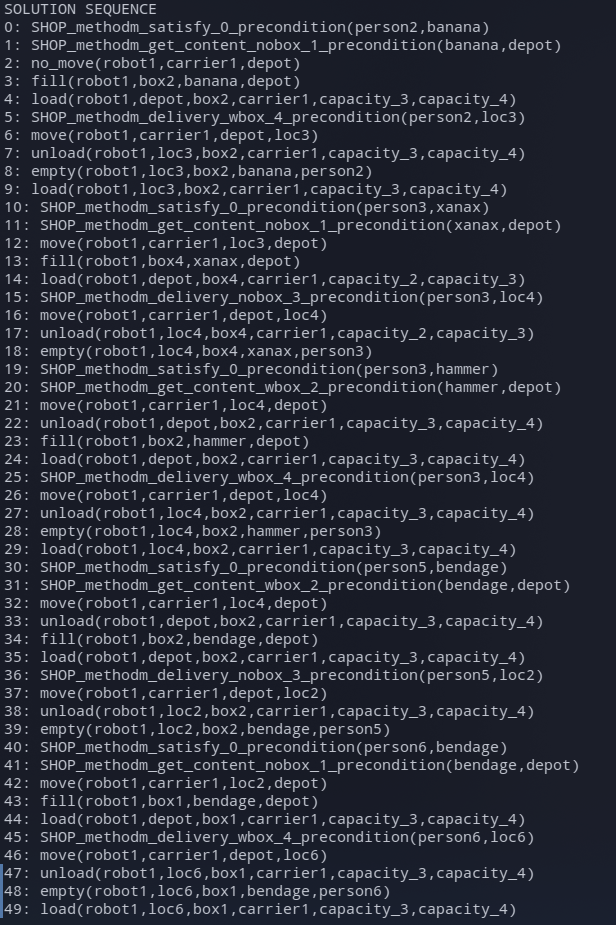 SOLUTION SEQUENCE
0: SHOP_methodm_satisfy_0_precondition(person2,banana)
1: SHOP_methodm_get_content_nobox_1_precondition(banana,depot)
2: no_move(robot1,carrier1,depot)
3: fill(robot1,box2,banana,depot)
4: load(robot1,depot,box2,carrier1,capacity_3,capacity_4)
5: SHOP_methodm_delivery_wbox_4_precondition(person2,loc3)
6: move(robot1,carrier1,depot,loc3)
7: unload(robot1,loc3,box2,carrier1,capacity_3,capacity_4)
8: empty(robot1,loc3,box2,banana,person2)
9: load(robot1,loc3,box2,carrier1,capacity_3,capacity_4)
10: SHOP_methodm_satisfy_0_precondition(person3,xanax)
11: SHOP_methodm_get_content_nobox_1_precondition(xanax,depot)
12: move(robot1,carrier1,loc3,depot)
13: fill(robot1,box4,xanax,depot)
14: load(robot1,depot,box4,carrier1,capacity_2,capacity_3)
15: SHOP_methodm_delivery_nobox_3_precondition(person3,loc4)
16: move(robot1,carrier1,depot,loc4)
17: unload(robot1,loc4,box4,carrier1,capacity_2,capacity_3)
18: empty(robot1,loc4,box4,xanax,person3)
19: SHOP_methodm_satisfy_0_precondition(person3,hammer)
20: SHOP_methodm_get_content_wbox_2_precondition(hammer,depot)
21: move(robot1,carrier1,loc4,depot)
22: unload(robot1,depot,box2,carrier1,capacity_3,capacity_4)
23: fill(robot1,box2,hammer,depot)
24: load(robot1,depot,box2,carrier1,capacity_3,capacity_4)
25: SHOP_methodm_delivery_wbox_4_precondition(person3,loc4)
26: move(robot1,carrier1,depot,loc4)
27: unload(robot1,loc4,box2,carrier1,capacity_3,capacity_4)
28: empty(robot1,loc4,box2,hammer,person3)
29: load(robot1,loc4,box2,carrier1,capacity_3,capacity_4)
30: SHOP_methodm_satisfy_0_precondition(person5,bendage)
31: SHOP_methodm_get_content_wbox_2_precondition(bendage,depot)
32: move(robot1,carrier1,loc4,depot)
33: unload(robot1,depot,box2,carrier1,capacity_3,capacity_4)
34: fill(robot1,box2,bendage,depot)
35: load(robot1,depot,box2,carrier1,capacity_3,capacity_4)
36: SHOP_methodm_delivery_nobox_3_precondition(person5,loc2)
37: move(robot1,carrier1,depot,loc2)
38: unload(robot1,loc2,box2,carrier1,capacity_3,capacity_4)
39: empty(robot1,loc2,box2,bendage,person5)
40: SHOP_methodm_satisfy_0_precondition(person6,bendage)
41: SHOP_methodm_get_content_nobox_1_precondition(bendage,depot)
42: move(robot1,carrier1,loc2,depot)
43: fill(robot1,box1,bendage,depot)
44: load(robot1,depot,box1,carrier1,capacity_3,capacity_4)
45: SHOP_methodm_delivery_wbox_4_precondition(person6,loc6)
46: move(robot1,carrier1,depot,loc6)
47: unload(robot1,loc6,box1,carrier1,capacity_3,capacity_4)
48: empty(robot1,loc6,box1,bendage,person6)
49: load(robot1,loc6,box1,carrier1,capacity_3,capacity_4)